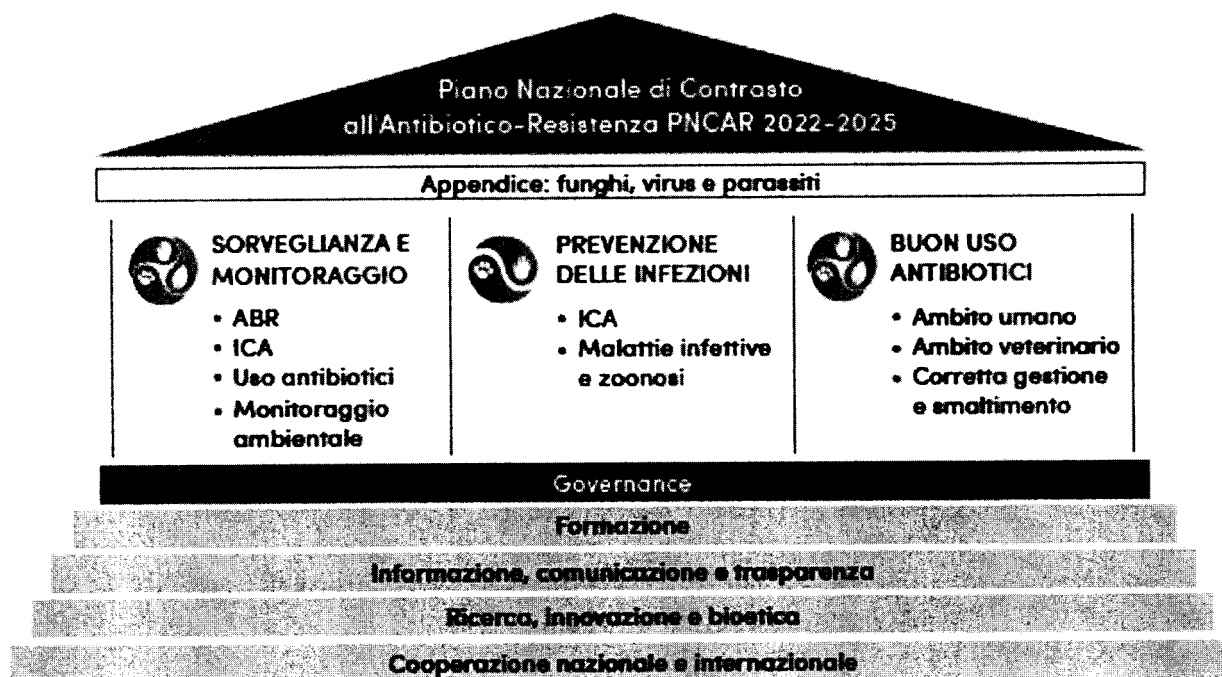 Piano Nazionale di Contrasto
all'Antibiotico-Resistenza PNCAR 2022-2025
Appendice: funghi, virus e parassiti
SORVEGLIANZA E
MONITORAGGIO
• ABR
• ICA
• Uso antibiotici
• Monitoraggio
ambientale
PREVENZIONE
DELLE INFEZIONI
• ICA
• Malattie infettive
e zoonosi
BUON USO
ANTIBIOTICI
• Ambito umano
• Ambito veterinario
• Corretta gestione
e smaltimento
Governance
Formazione
Informazione, comunicazione e trasparenza
Ricerca, innovazione e bioetica
Cooperazione nazionale e internazionale